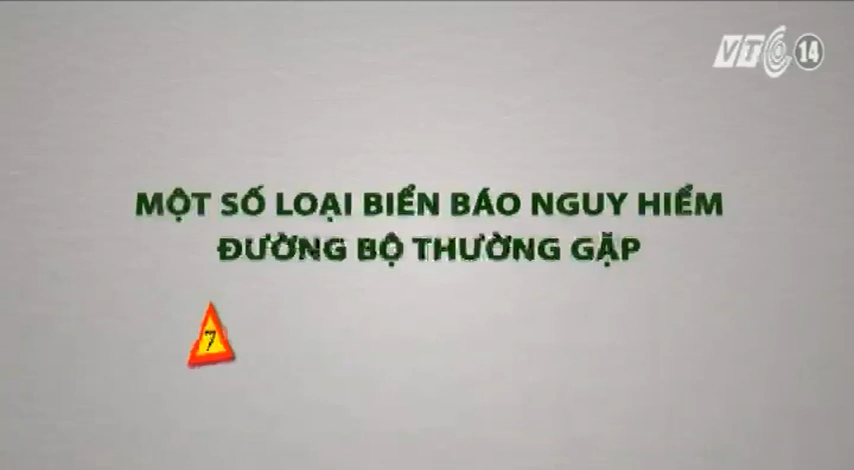 VTC 14
MỘT SỐ LOẠI BIỂN BÁO NGUY HIỂM
ĐƯỜNG BỘ THƯỜNG GẶP
7